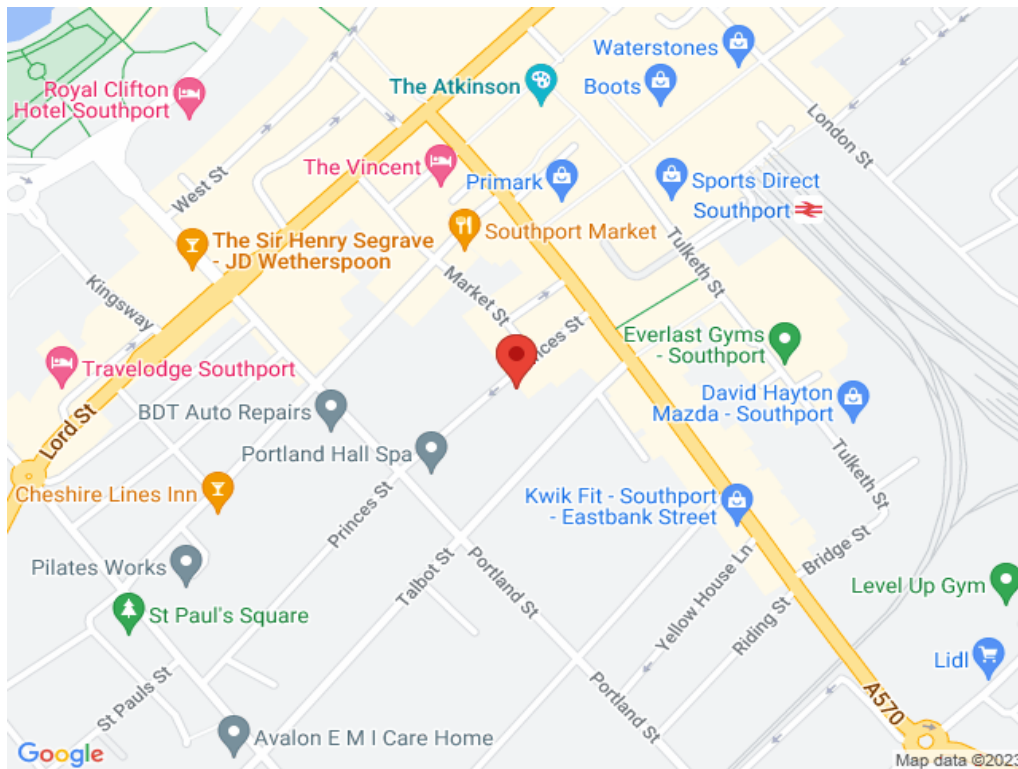 Waterstones
Royal Clifton
Hotel Southport
The Atkinson
Boots
London St
The Vincent
Primark
Sports Direct
Southport
West St
Southport Market
The Sir Henry Segrave
- JD Wetherspoon
Tulketh St
Market St
Kingsway
Everlast Gyms
- Southport
Travelodge Southport
David Hayton
Mazda - Southport
BDT Auto Repairs
Lord St
Portland Hall Spa
Tulketh St
Cheshire Lines Inn
Kwik Fit - Southport
- Eastbank Street
Princes St
Bridge St
Pilates Works
Talbot St
Portland St
Yellow House Ln
Level Up Gym
St Paul's Square
Riding St
Lidl
St Pauls St
Portland St
A570
Avalon E M I Care Home
Google
Map data ©2023